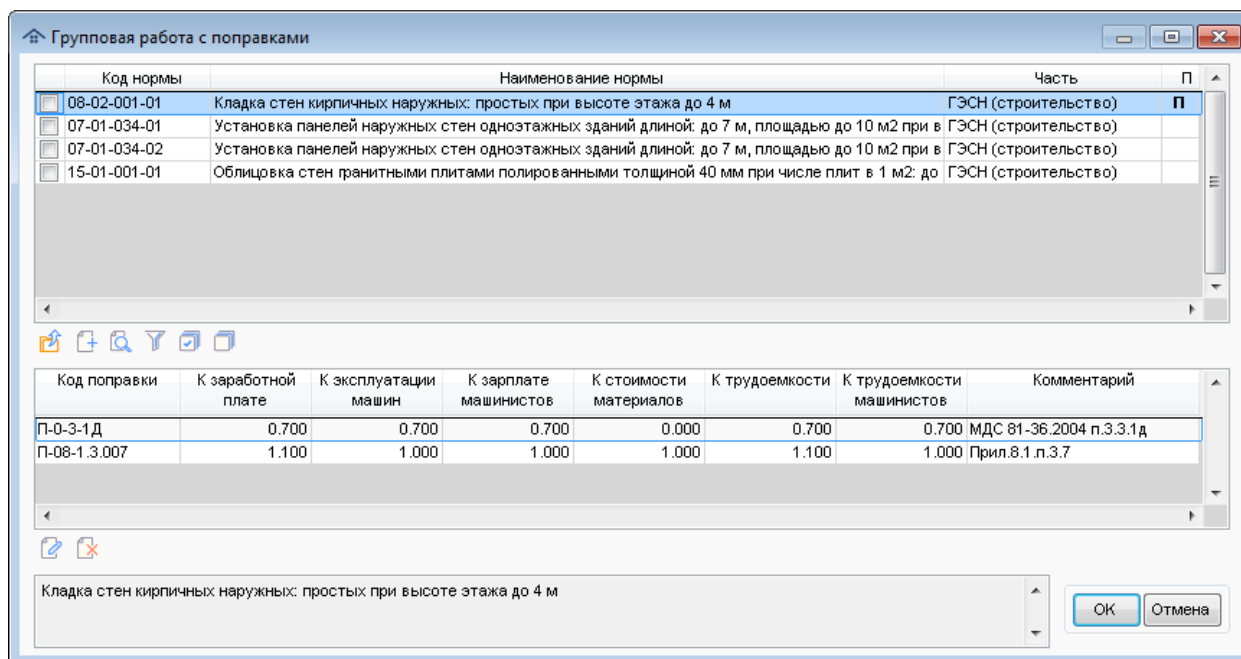 Групповая работа с поправками
Код нормы Наименование нормы Часть П
08-02-001-01 Кладка стен кирпичных наружных: простых при высоте этажа до 4 м ГЭСН (строительство) П
07-01-034-01 Установка панелей наружных стен одноэтажных зданий длиной: до 7 м, площадью до 10 м2 при в ГЭСН (строительство)
07-01-034-02 Установка панелей наружных стен одноэтажных зданий длиной: до 7 м, площадью до 10 м2 при в ГЭСН (строительство)
15-01-001-01 Облицовка стен гранитными плитами полированными толщиной 40 мм при числе плит в 1 м2: до ГЭСН (строительство)
Код поправки К заработной К эксплуатации К зарплате К стоимости К трудоемкости К трудоемкости Комментарий
плате машин машинистов материалов машинистов
П-0-3-1Д 0.700 0.700 0.700 0.000 0.700 0.700 МДС 81-36.2004 п.3.3.1д
П-08-1.3.007 1.100 1.000 1.000 1.000 1.100 1.000 Прил.8.1.п.3.7
Кладка стен кирпичных наружных: простых при высоте этажа до 4 м
OK Отмена